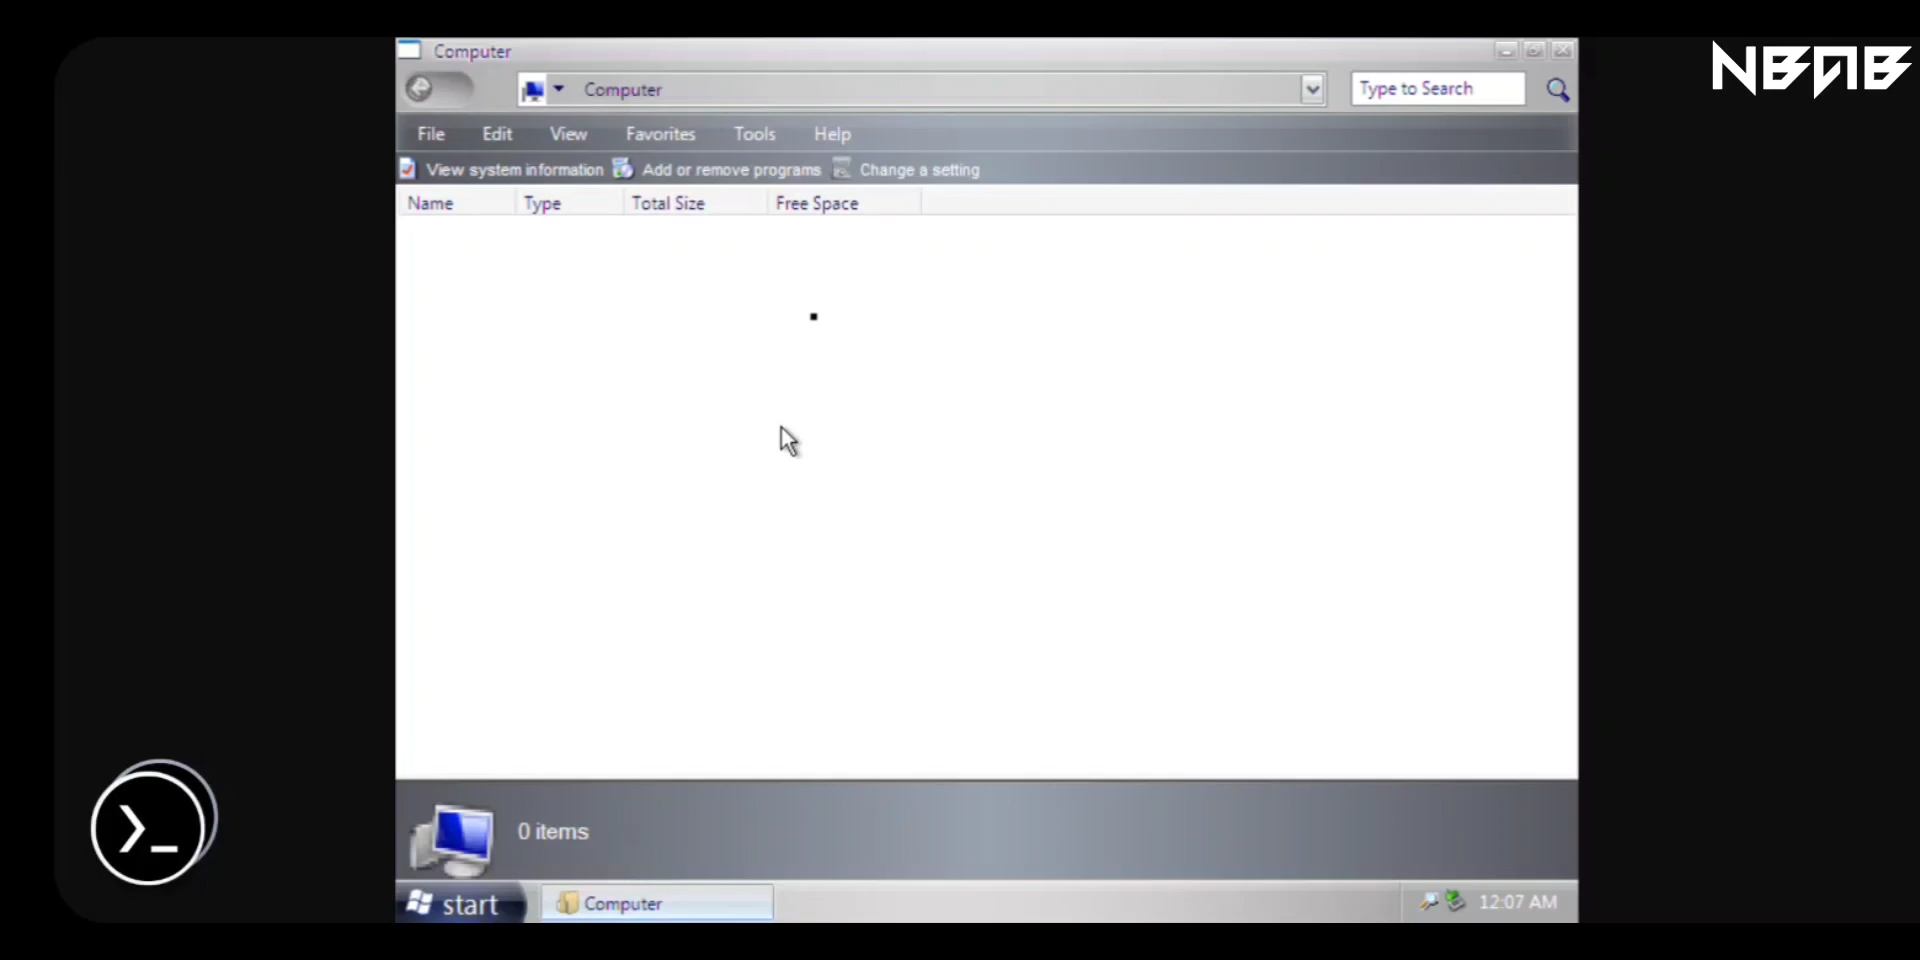 Computer
NBAB
Computer
Type to Search
File Edit View Favorites Tools Help
View system information Add or remove programs Change a setting
Name Type Total Size Free Space
0 items
start Computer 12:07 AM